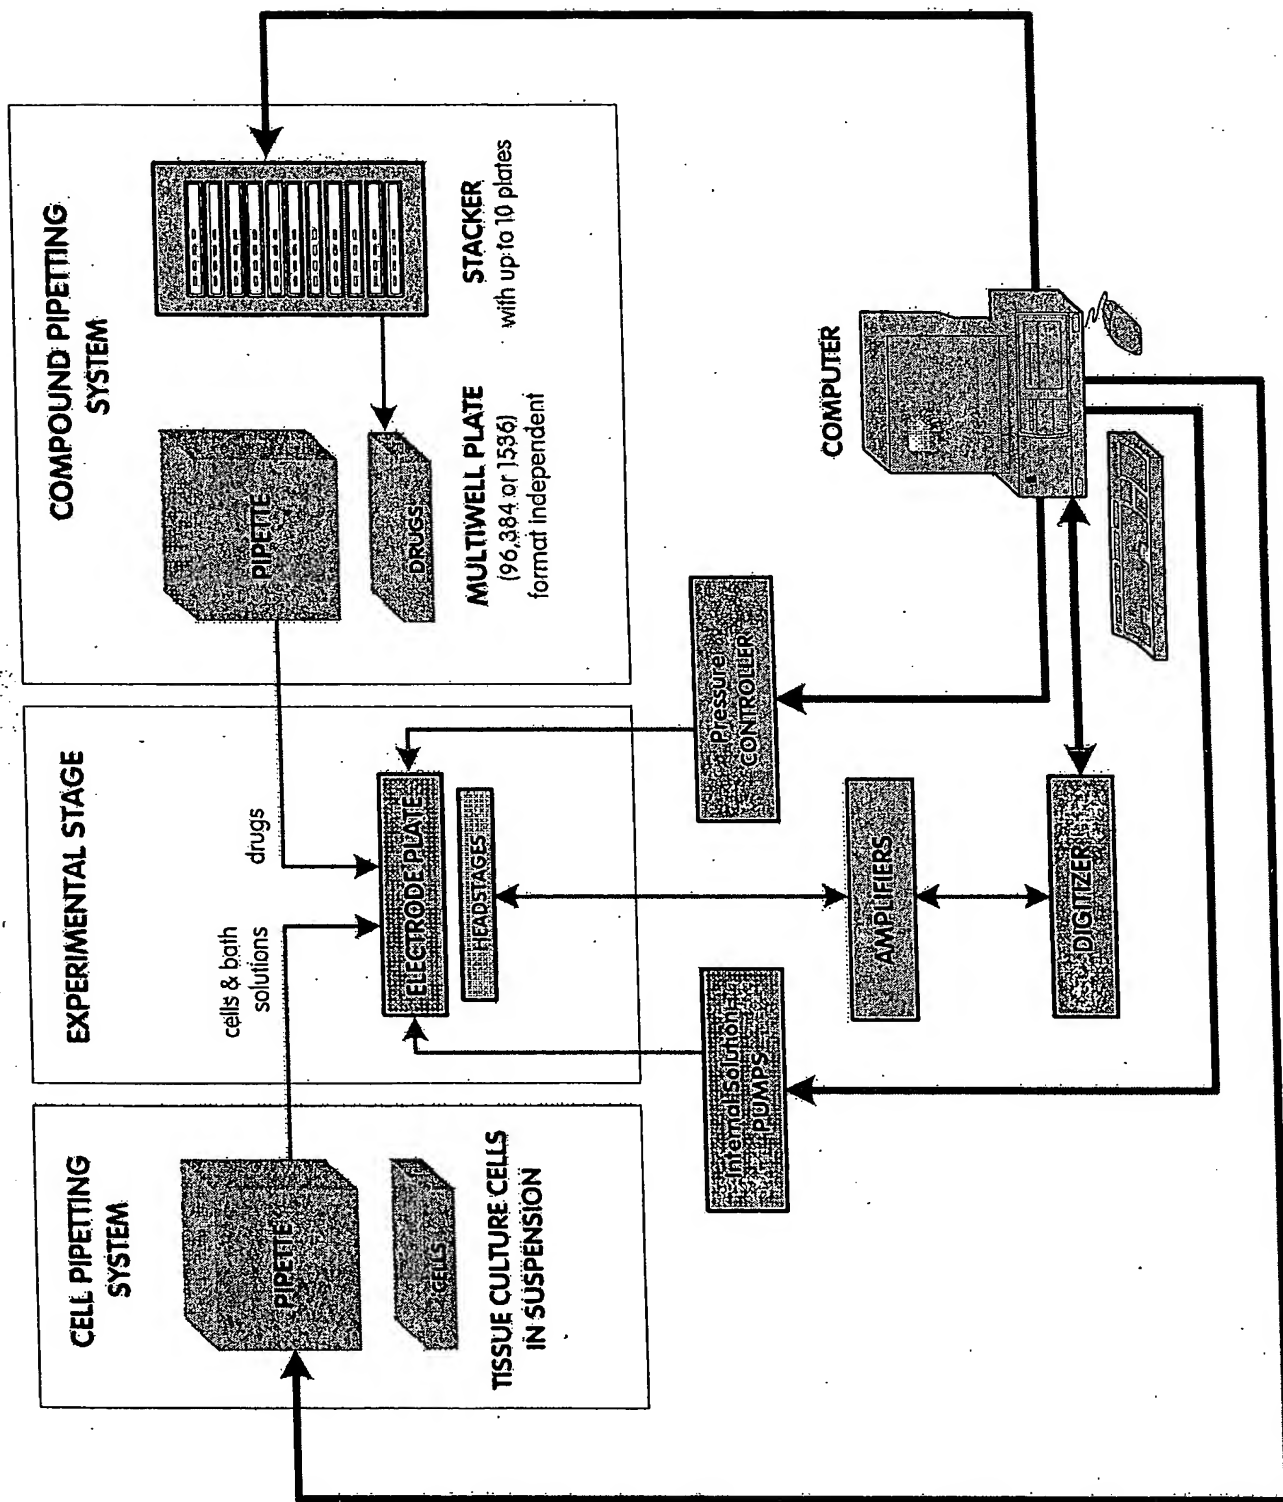 CELL PIPETTING
SYSTEM
PIPETTE
CELLS
TISSUE CULTURE CELLS
IN SUSPENSION
EXPERIMENTAL STAGE
cells & bath
solutions
drugs
ELECTRODE PLATE
HEADSTAGES
COMPOUND PIPETTING
SYSTEM
PIPETTE
DRUGS
MULTIWELL PLATE
(96,384 or 1536)
format independent
STACKER
with up to 10 plates
Internal Solution
PUMPS
Pressure
CONTROLLER
AMPLIFIERS
DIGITIZER
COMPUTER